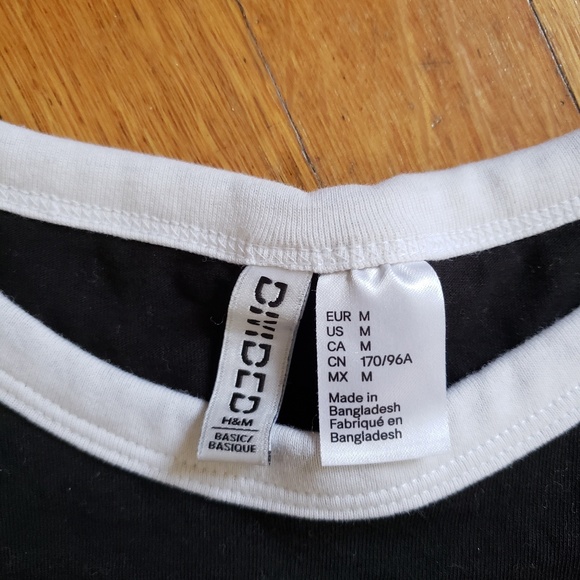 DIVIDED
H&M
BASIC/
BASIQUE
EUR M
US M
CA M
CN 170/96A
MX M
Made in
Bangladesh
Fabriqué en
Bangladesh